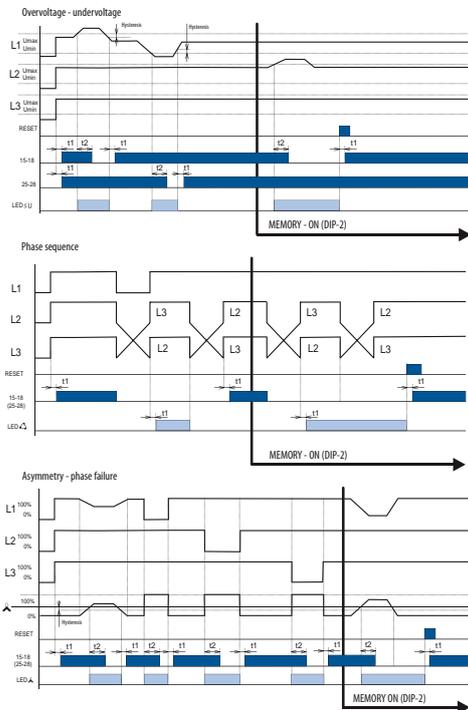 Overvoltage - undervoltage
Hysteresis
Hysteresis
L1 Umax
Umin
L2 Umax
Umin
L3 Umax
Umin
RESET
t1 t2 t1 t2 t1
15-18
t1 t2 t1
25-28
LED ≤U
MEMORY - ON (DIP-2)
Phase sequence
L1
L2 L3 L2 L3 L2
L3 L2 L3 L2 L3
RESET
t1 t1 t1
15-18
(25-28)
t1 t1
LED
MEMORY - ON (DIP-2)
Asymmetry - phase failure
L1 100%
0%
L2 100%
0%
L3 100%
0%
100%
0%
Hysteresis
RESET
t1 t2 t1 t2 t1 t2 t1 t2 t1 t2 t1
15-18
(25-28)
LED
MEMORY ON (DIP-2)